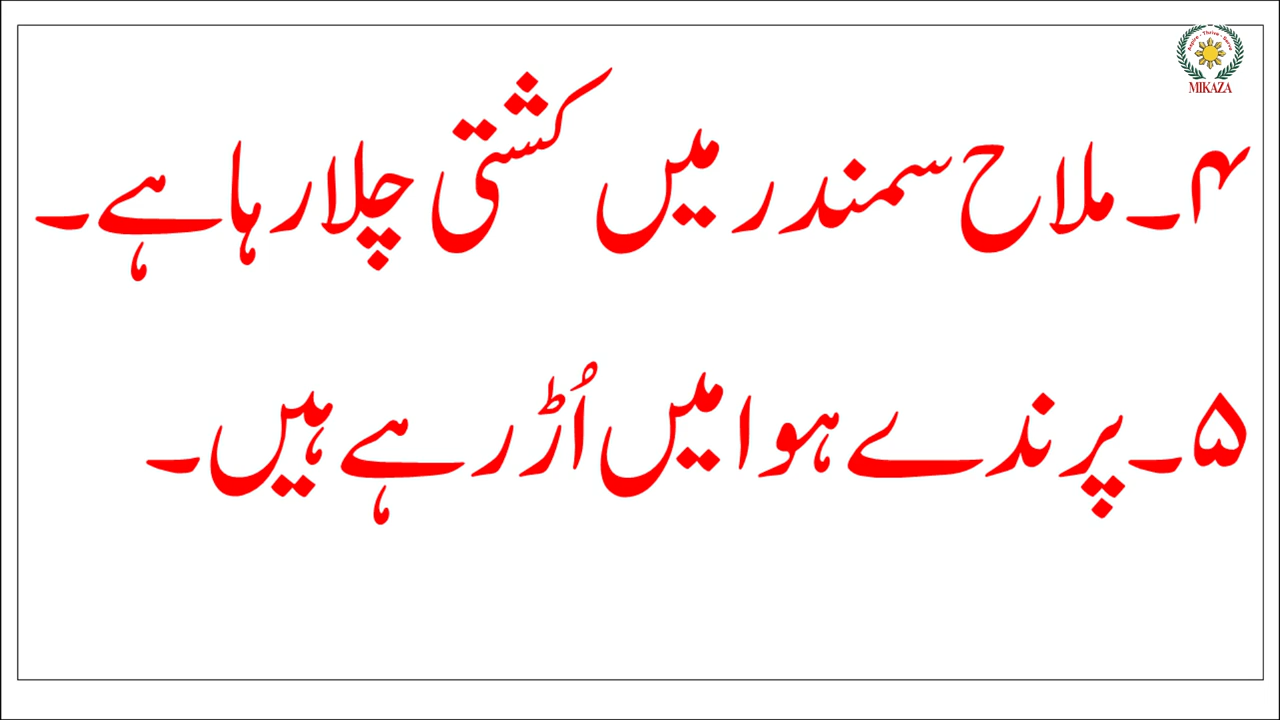 MIKAZA
۴۔ ملاح سمندر میں کشتی چلا رہا ہے۔
۵۔ پرندے ہوا میں اُڑ رہے ہیں۔